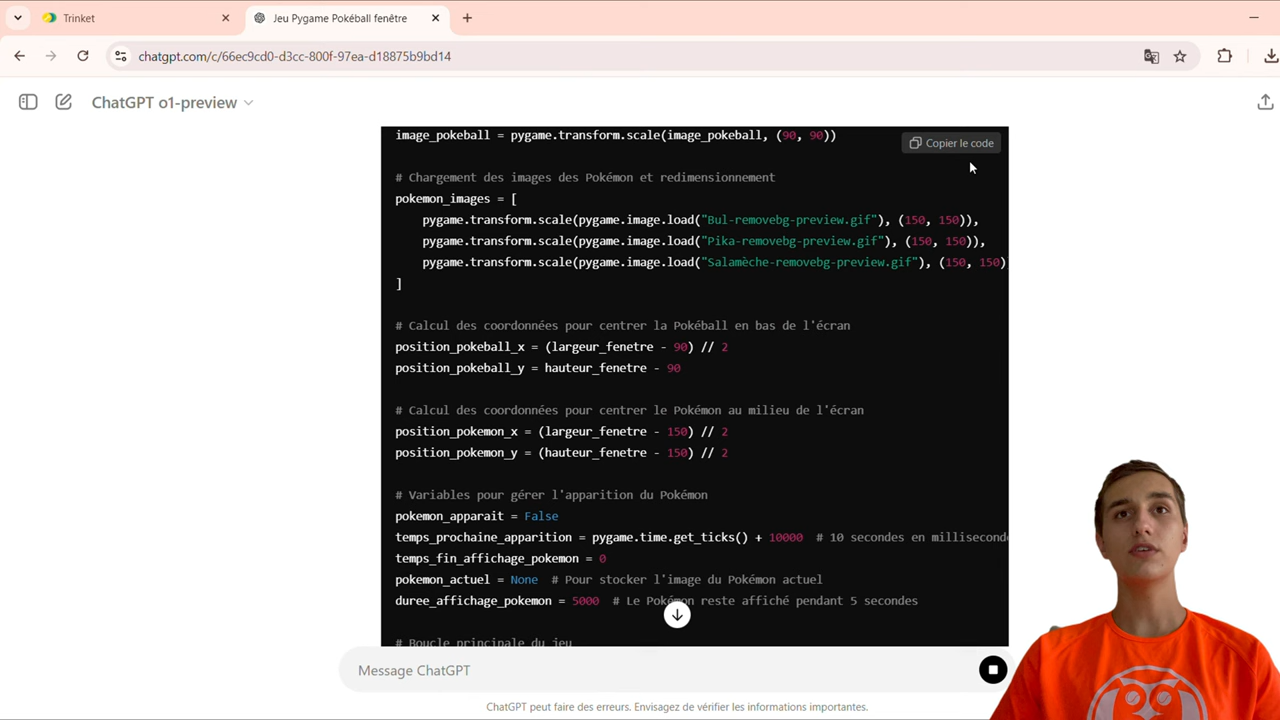 Trinket
Jeu Pygame Pokéball fenêtre
chatgpt.com/c/66ec9cd0-d3cc-800f-97ea-d18875b9bd14
ChatGPT o1-preview
image_pokeball = pygame.transform.scale(image_pokeball, (90, 90))
Copier le code
# Chargement des images des Pokémon et redimensionnement
pokemon_images = [
pygame.transform.scale(pygame.image.load("Bul-removebg-preview.gif"), (150, 150)),
pygame.transform.scale(pygame.image.load("Pika-removebg-preview.gif"), (150, 150)),
pygame.transform.scale(pygame.image.load("Salamèche-removebg-preview.gif"), (150, 150)
]
# Calcul des coordonnées pour centrer la Pokéball en bas de l'écran
position_pokeball_x = (largeur_fenetre - 90) // 2
position_pokeball_y = hauteur_fenetre - 90
# Calcul des coordonnées pour centrer le Pokémon au milieu de l'écran
position_pokemon_x = (largeur_fenetre - 150) // 2
position_pokemon_y = (hauteur_fenetre - 150) // 2
# Variables pour gérer l'apparition du Pokémon
pokemon_apparait = False
temps_prochaine_apparition = pygame.time.get_ticks() + 10000 # 10 secondes en milliseconde
temps_fin_affichage_pokemon = 0
pokemon_actuel = None # Pour stocker l'image du Pokémon actuel
duree_affichage_pokemon = 5000 # Le Pokémon reste affiché pendant 5 secondes
# Boucle principale du jeu
Message ChatGPT
ChatGPT peut faire des erreurs. Envisagez de vérifier les informations importantes.